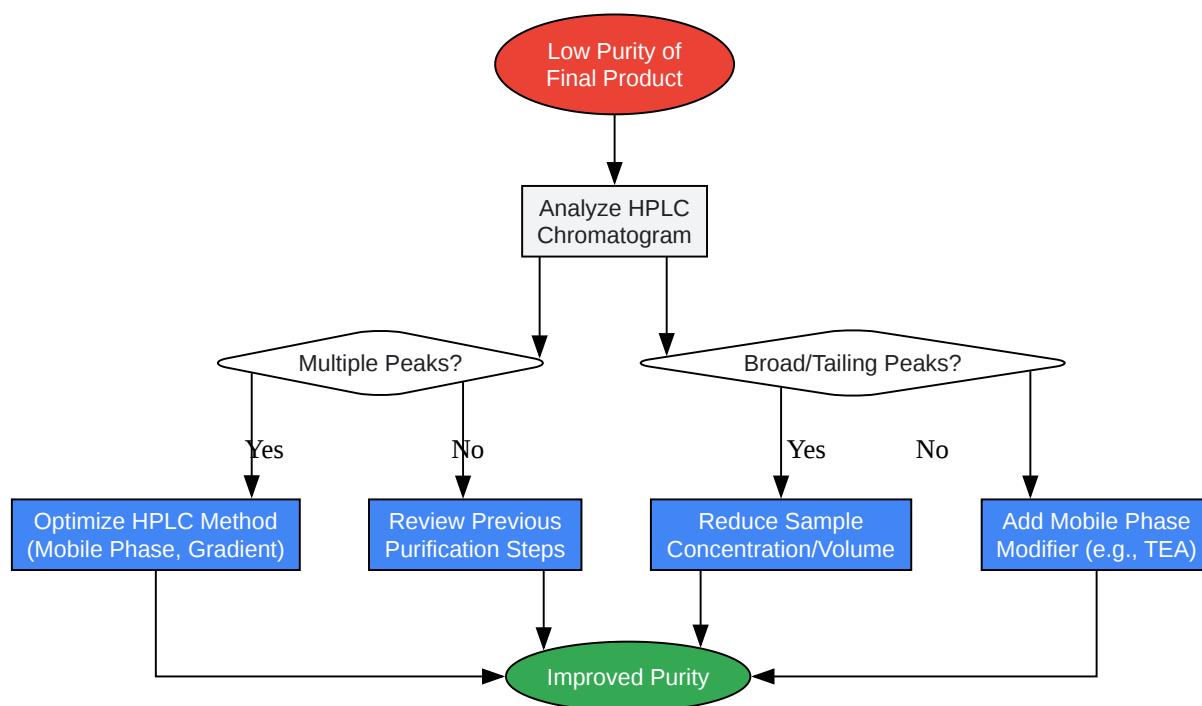 Low Purity of
Final Product
Analyze HPLC
Chromatogram
Multiple Peaks?
Broad/Tailing Peaks?
Yes
No
Yes
No
Optimize HPLC Method
(Mobile Phase, Gradient)
Review Previous
Purification Steps
Reduce Sample
Concentration/Volume
Add Mobile Phase
Modifier (e.g., TEA)
Improved Purity